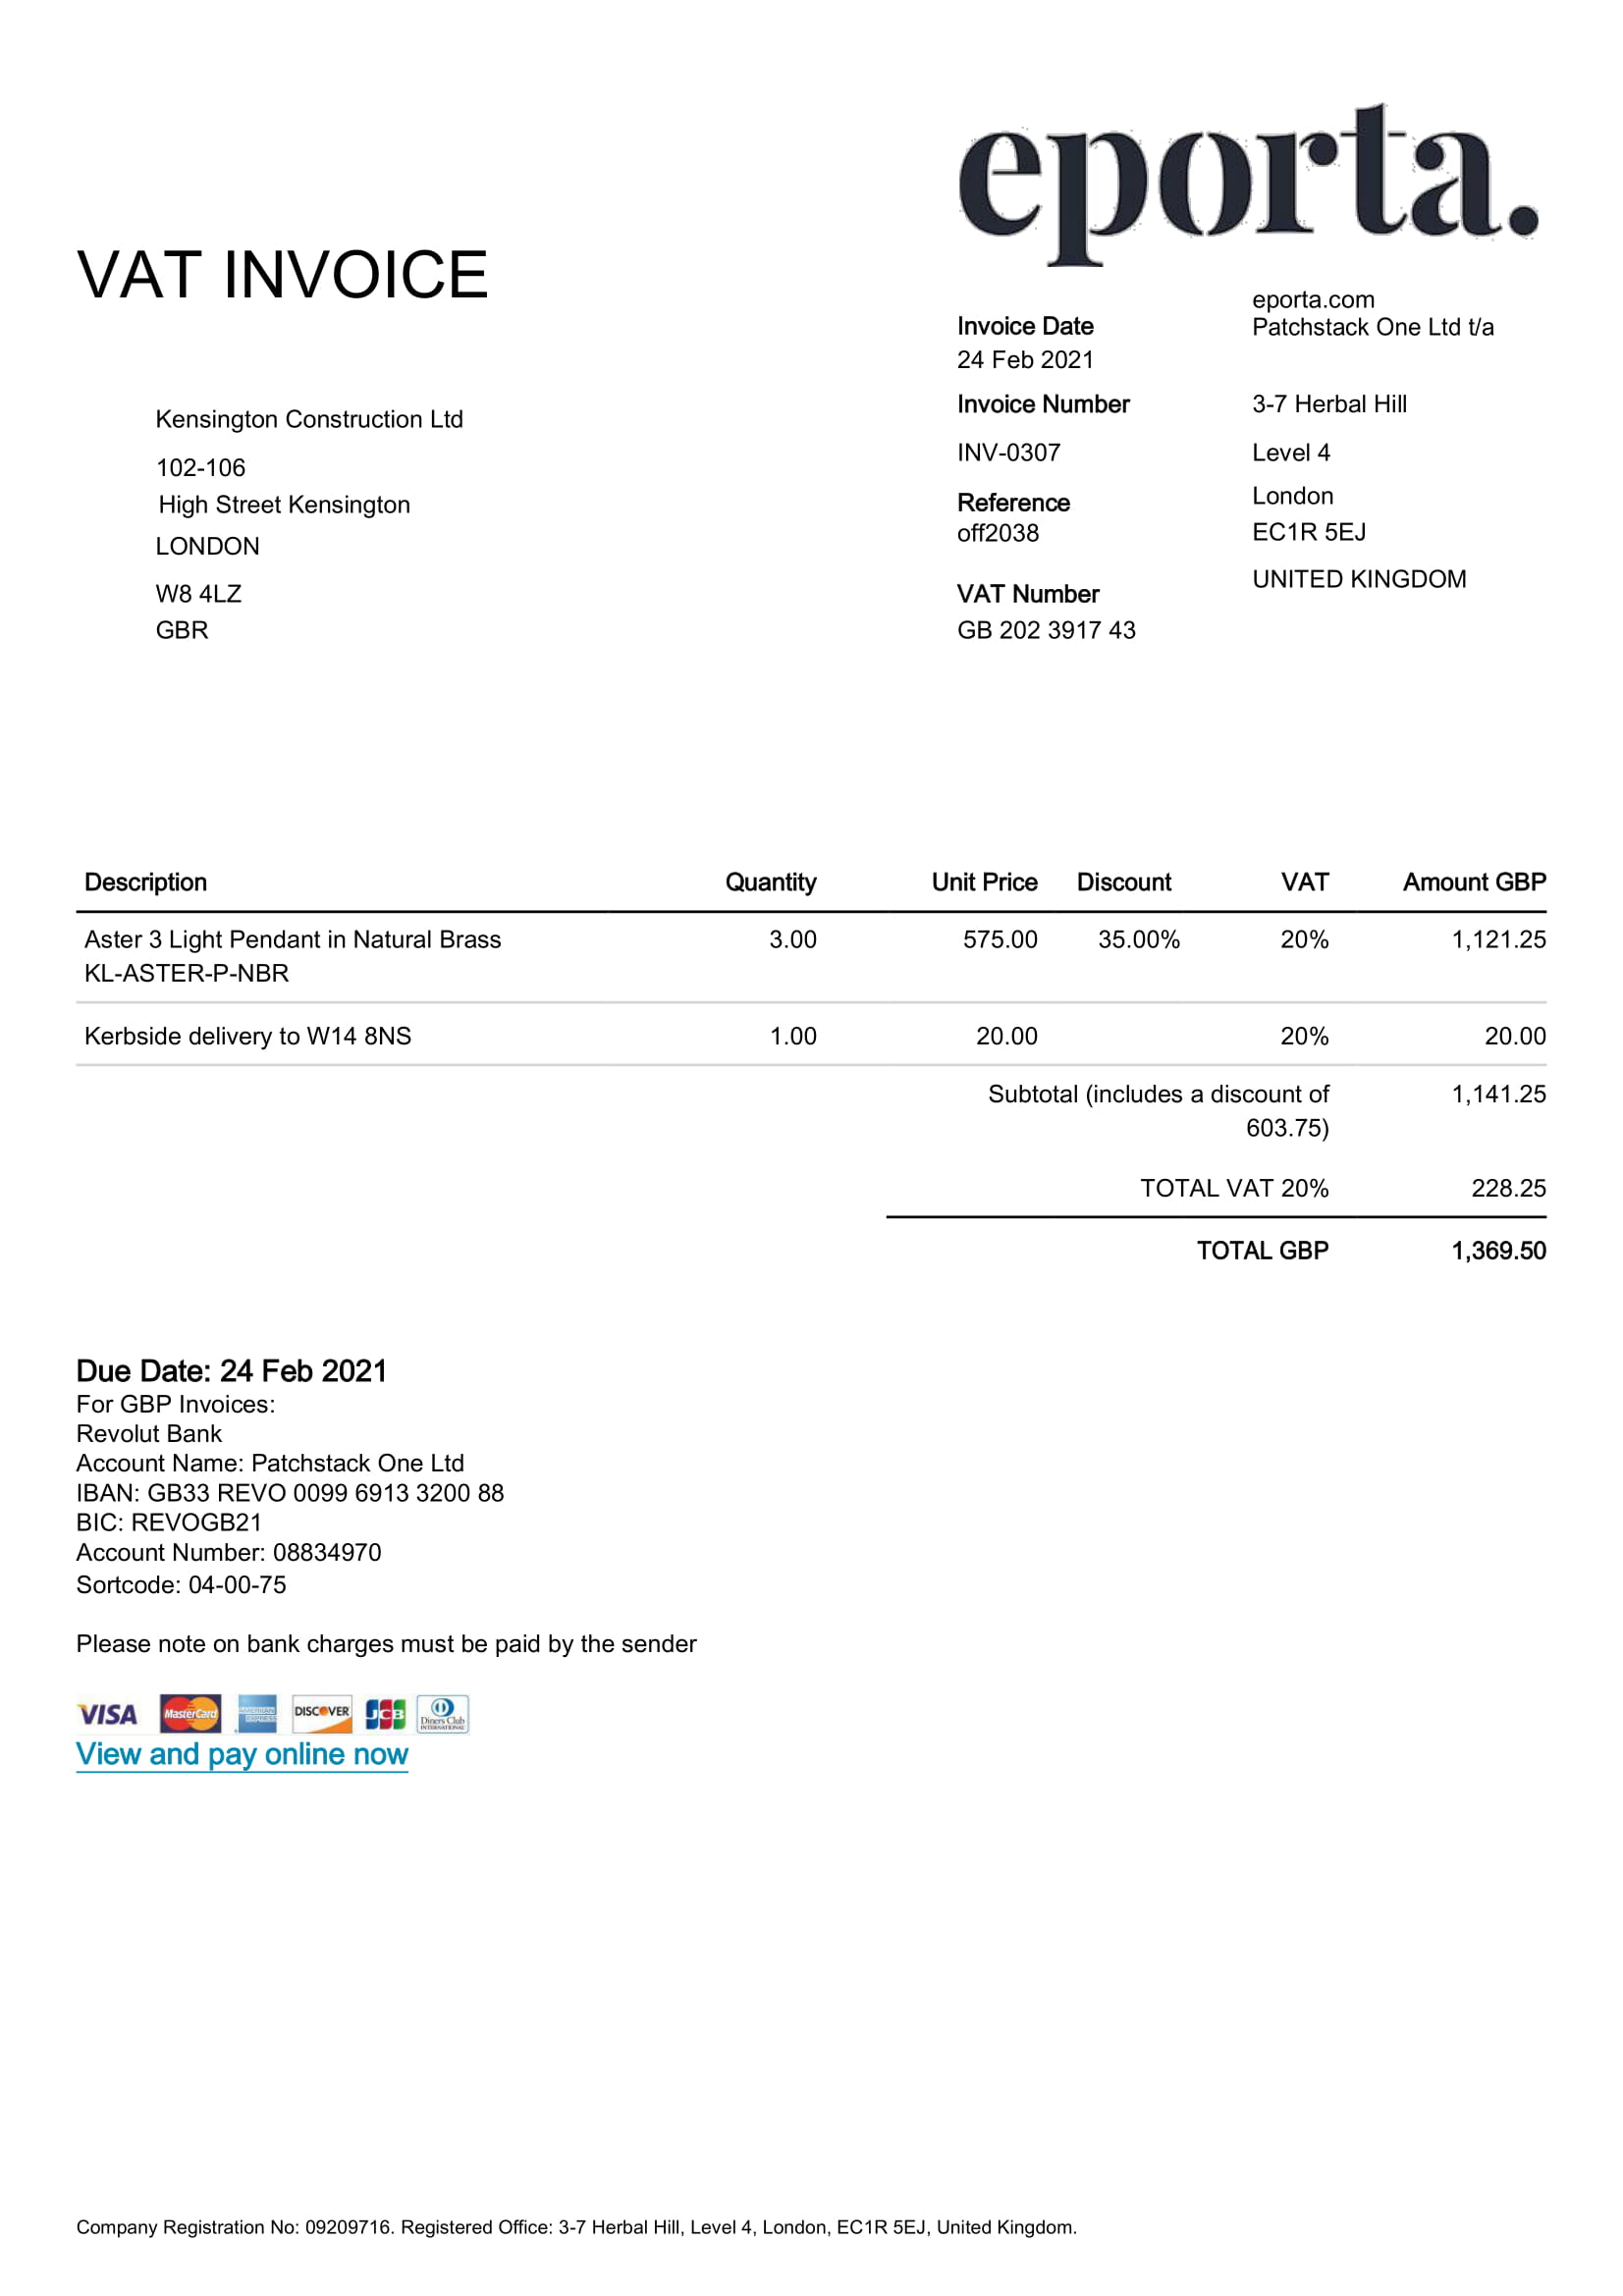 eporta.
VAT INVOICE
Kensington Construction Ltd
102-106
High Street Kensington
LONDON
W8 4LZ
GBR
Invoice Date
24 Feb 2021
Invoice Number
INV-0307
Reference
off2038
VAT Number
GB 202 3917 43
eporta.com
Patchstack One Ltd t/a
3-7 Herbal Hill
Level 4
London
EC1R 5EJ
UNITED KINGDOM
Description Quantity Unit Price Discount VAT Amount GBP
Aster 3 Light Pendant in Natural Brass 3.00 575.00 35.00% 20% 1,121.25
KL-ASTER-P-NBR
Kerbside delivery to W14 8NS 1.00 20.00 20% 20.00
Subtotal (includes a discount of 1,141.25
603.75)
TOTAL VAT 20% 228.25
TOTAL GBP 1,369.50
Due Date: 24 Feb 2021
For GBP Invoices:
Revolut Bank
Account Name: Patchstack One Ltd
IBAN: GB33 REVO 0099 6913 3200 88
BIC: REVOGB21
Account Number: 08834970
Sortcode: 04-00-75
Please note on bank charges must be paid by the sender
VISA MasterCard AMERICAN EXPRESS DISCOVER JCB Diners Club INTERNATIONAL
View and pay online now
Company Registration No: 09209716. Registered Office: 3-7 Herbal Hill, Level 4, London, EC1R 5EJ, United Kingdom.